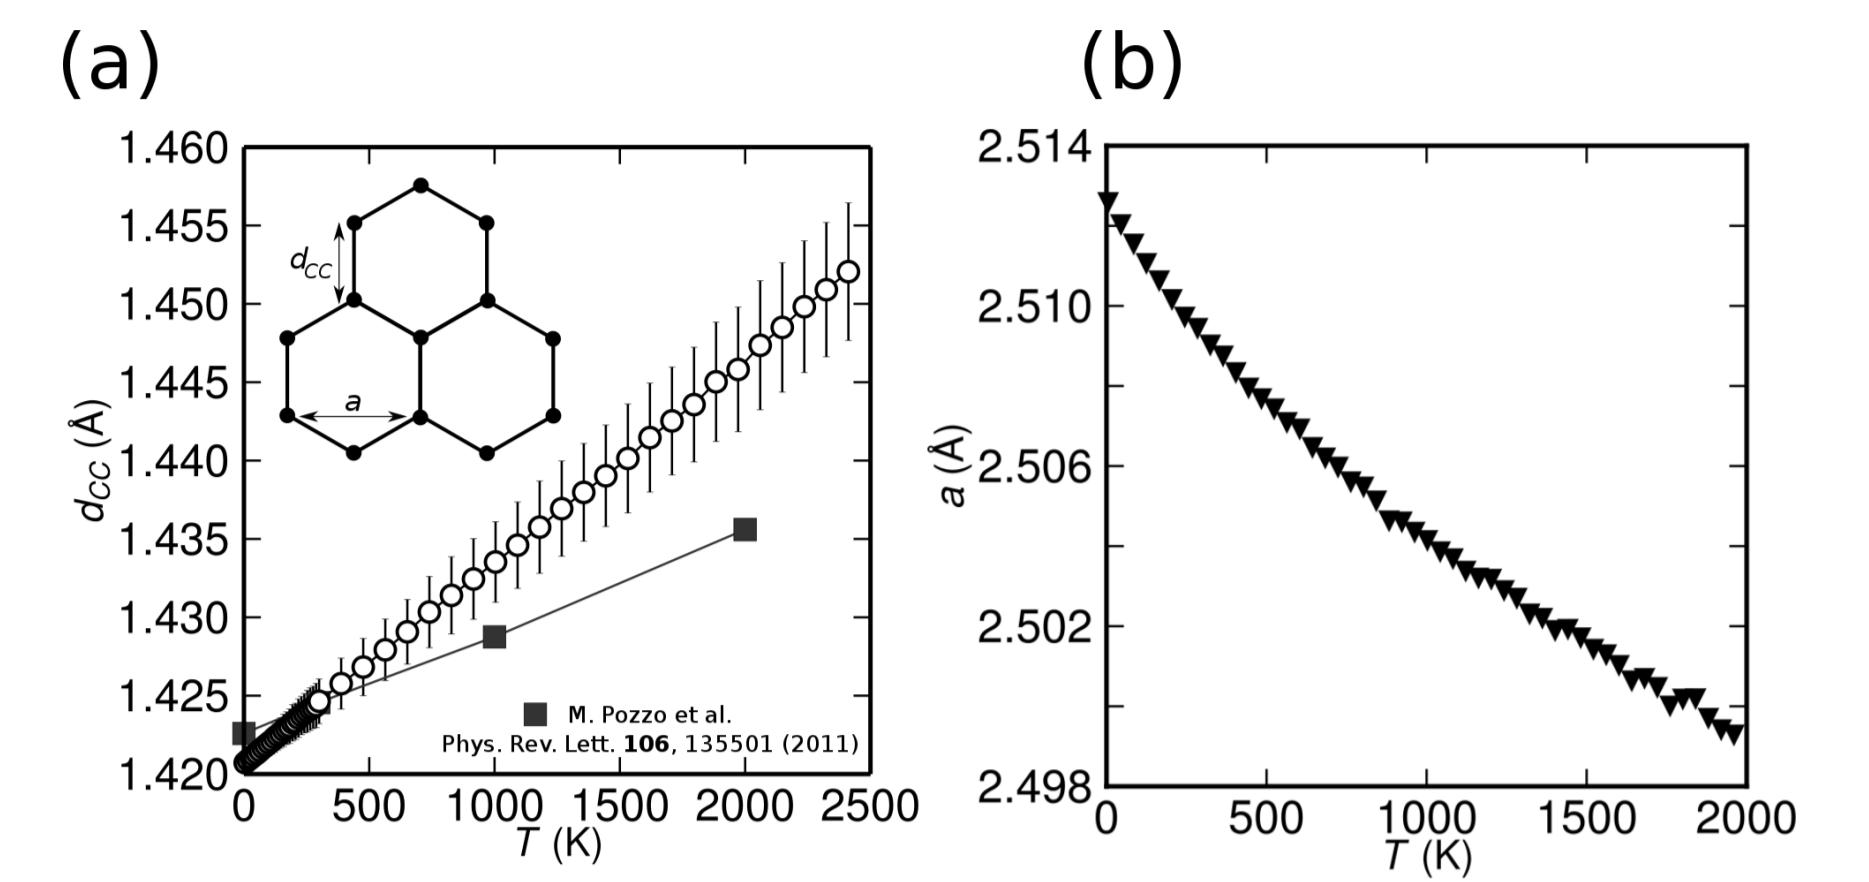 (a)
1.460
1.455
1.450
1.445
1.440
1.435
1.430
1.425
1.420
dCC (Å)
dCC
a
M. Pozzo et al.
Phys. Rev. Lett. 106, 135501 (2011)
0 500 1000 1500 2000 2500
T (K)
(b)
2.514
2.510
2.506
2.502
2.498
a (Å)
0 500 1000 1500 2000
T (K)